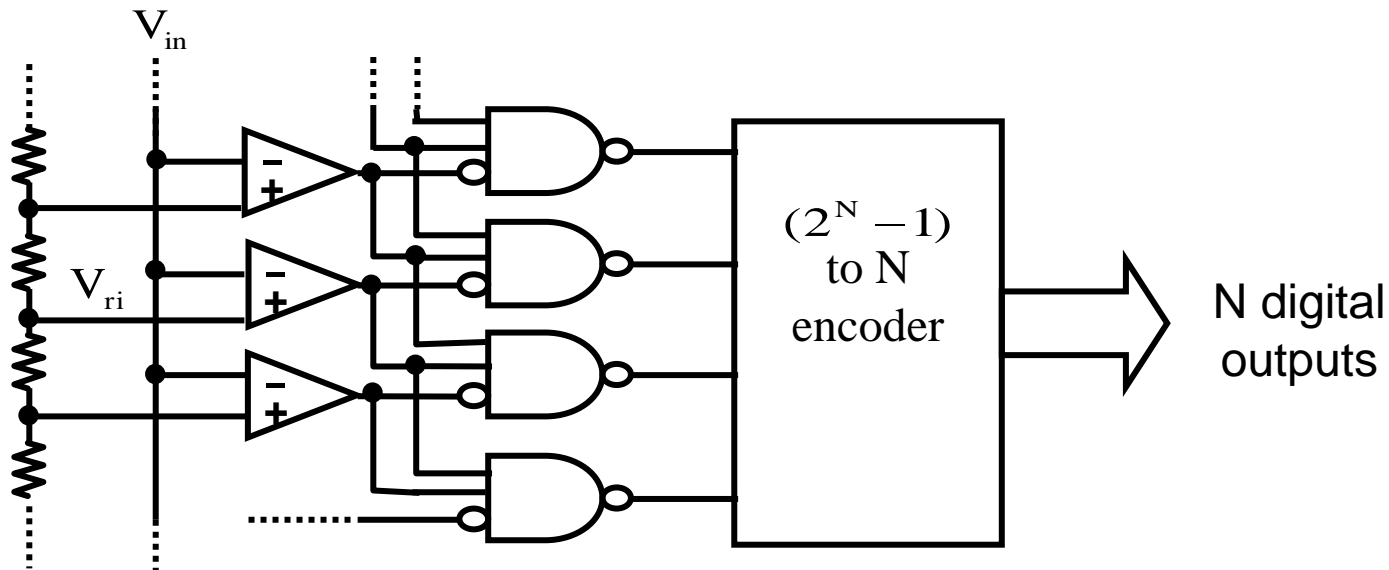 V_in
−
+
V_ri
−
+
−
+
(2^N − 1)
to N
encoder
N digital
outputs